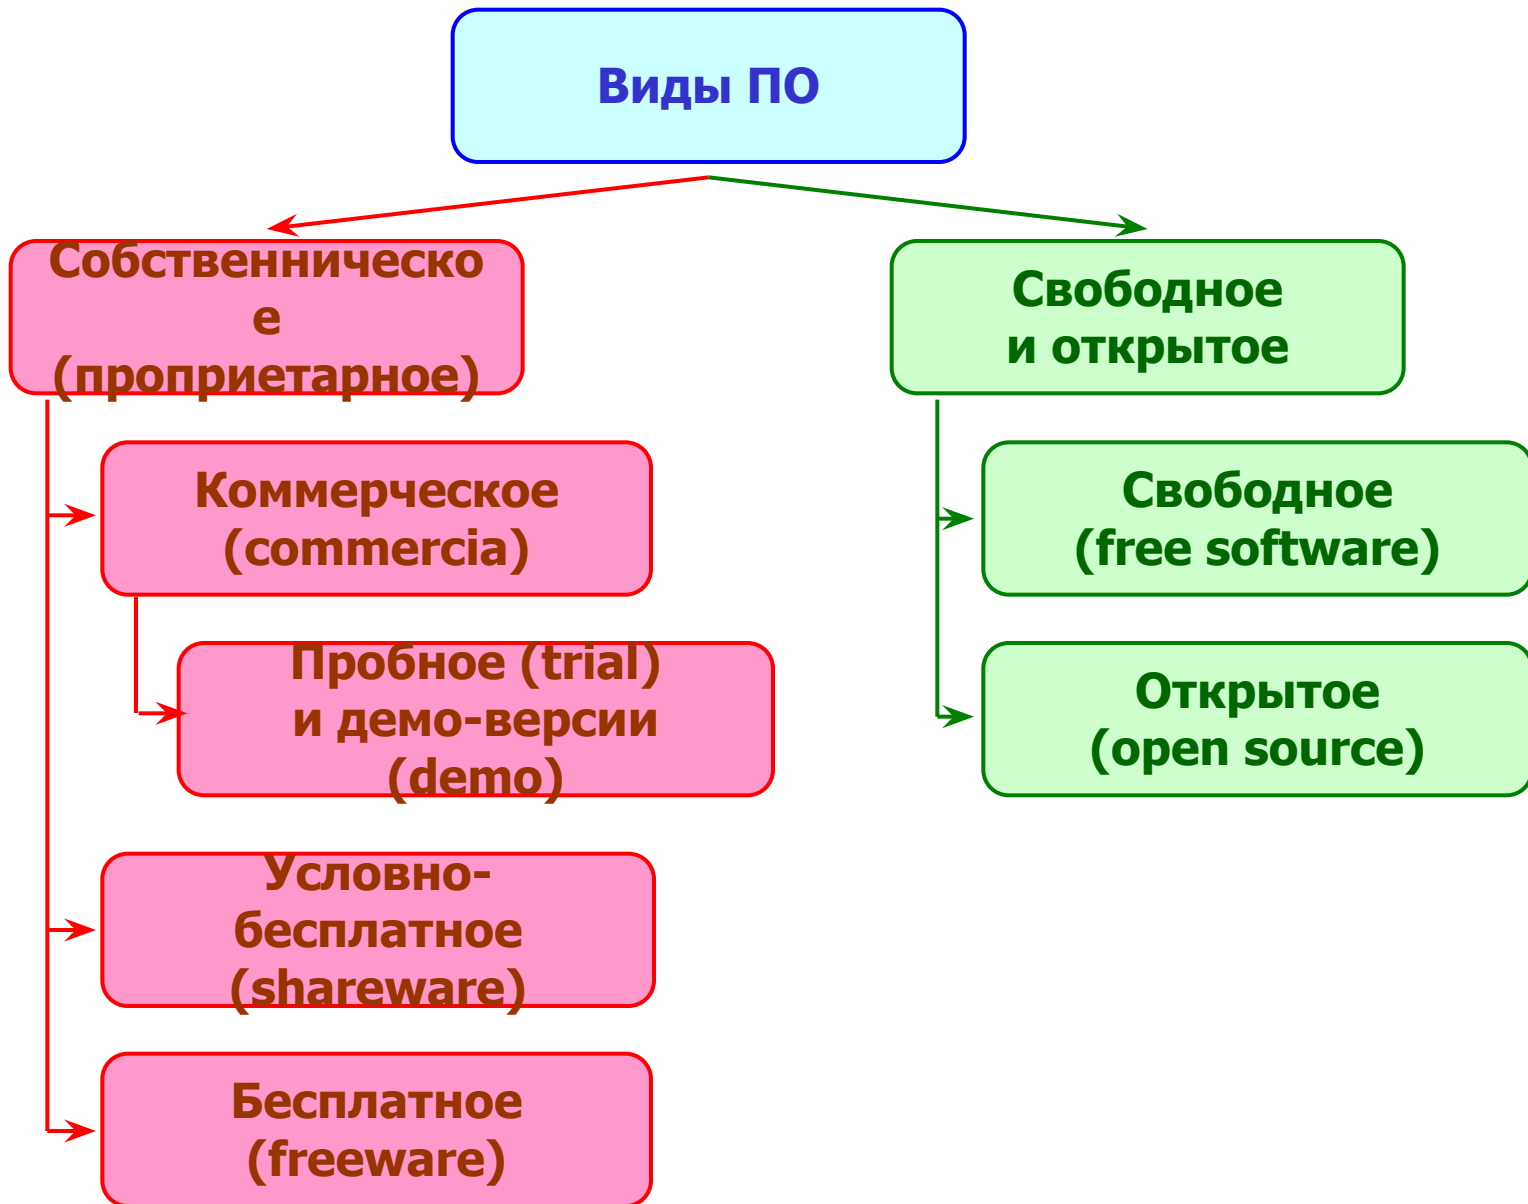 Виды ПО
Собственническо
е
(проприетарное)
Свободное
и открытое
Коммерческое
(commercia)
Свободное
(free software)
Пробное (trial)
и демо-версии
(demo)
Открытое
(open source)
Условно-
бесплатное
(shareware)
Бесплатное
(freeware)